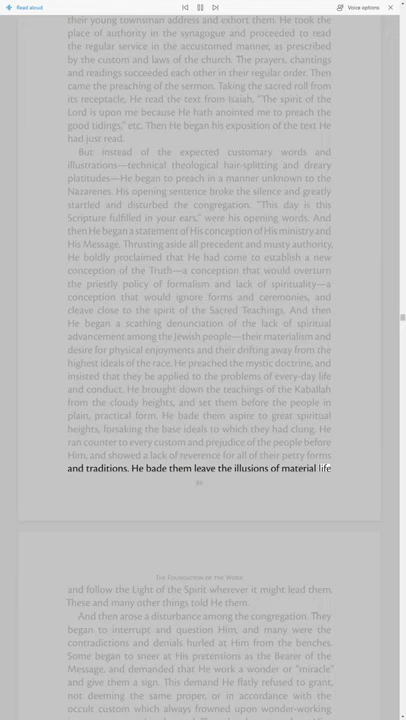 Read aloud
Voice options
their young townsman address and exhort them. He took the
place of authority in the synagogue and proceeded to read
the regular service in the accustomed manner, as prescribed
by the custom and laws of the church. The prayers, chantings
and readings succeeded each other in their regular order. Then
came the preaching of the sermon. Taking the sacred roll from
its receptacle, He read the text from Isaiah, "The spirit of the
Lord is upon me because He hath anointed me to preach the
good tidings," etc. Then He began his exposition of the text He
had just read.
But instead of the expected customary words and
illustrations—technical theological hair-splitting and dreary
platitudes—He began to preach in a manner unknown to the
Nazarenes. His opening sentence broke the silence and greatly
startled and disturbed the congregation. "This day is this
Scripture fulfilled in your ears," were his opening words. And
then He began a statement of His conception of His ministry and
His Message. Thrusting aside all precedent and musty authority,
He boldly proclaimed that He had come to establish a new
conception of the Truth—a conception that would overturn
the priestly policy of formalism and lack of spirituality—a
conception that would ignore forms and ceremonies, and
cleave close to the spirit of the Sacred Teachings. And then
He began a scathing denunciation of the lack of spiritual
advancement among the Jewish people—their materialism and
desire for physical enjoyments and their drifting away from the
highest ideals of the race. He preached the mystic doctrine, and
insisted that they be applied to the problems of every-day life
and conduct. He brought down the teachings of the Kaballah
from the cloudy heights, and set them before the people in
plain, practical form. He bade them aspire to great spiritual
heights, forsaking the base ideals to which they had clung. He
ran counter to every custom and prejudice of the people before
Him, and showed a lack of reverence for all of their petty forms
and traditions. He bade them leave the illusions of material life
The Foundation of the Work
and follow the Light of the Spirit wherever it might lead them.
These and many other things told He them.
And then arose a disturbance among the congregation. They
began to interrupt and question Him, and many were the
contradictions and denials hurled at Him from the benches.
Some began to sneer at His pretensions as the Bearer of the
Message, and demanded that He work a wonder or "miracle"
and give them a sign. This demand He flatly refused to grant,
not deeming the same proper, or in accordance with the
occult custom which always frowned upon wonder-working